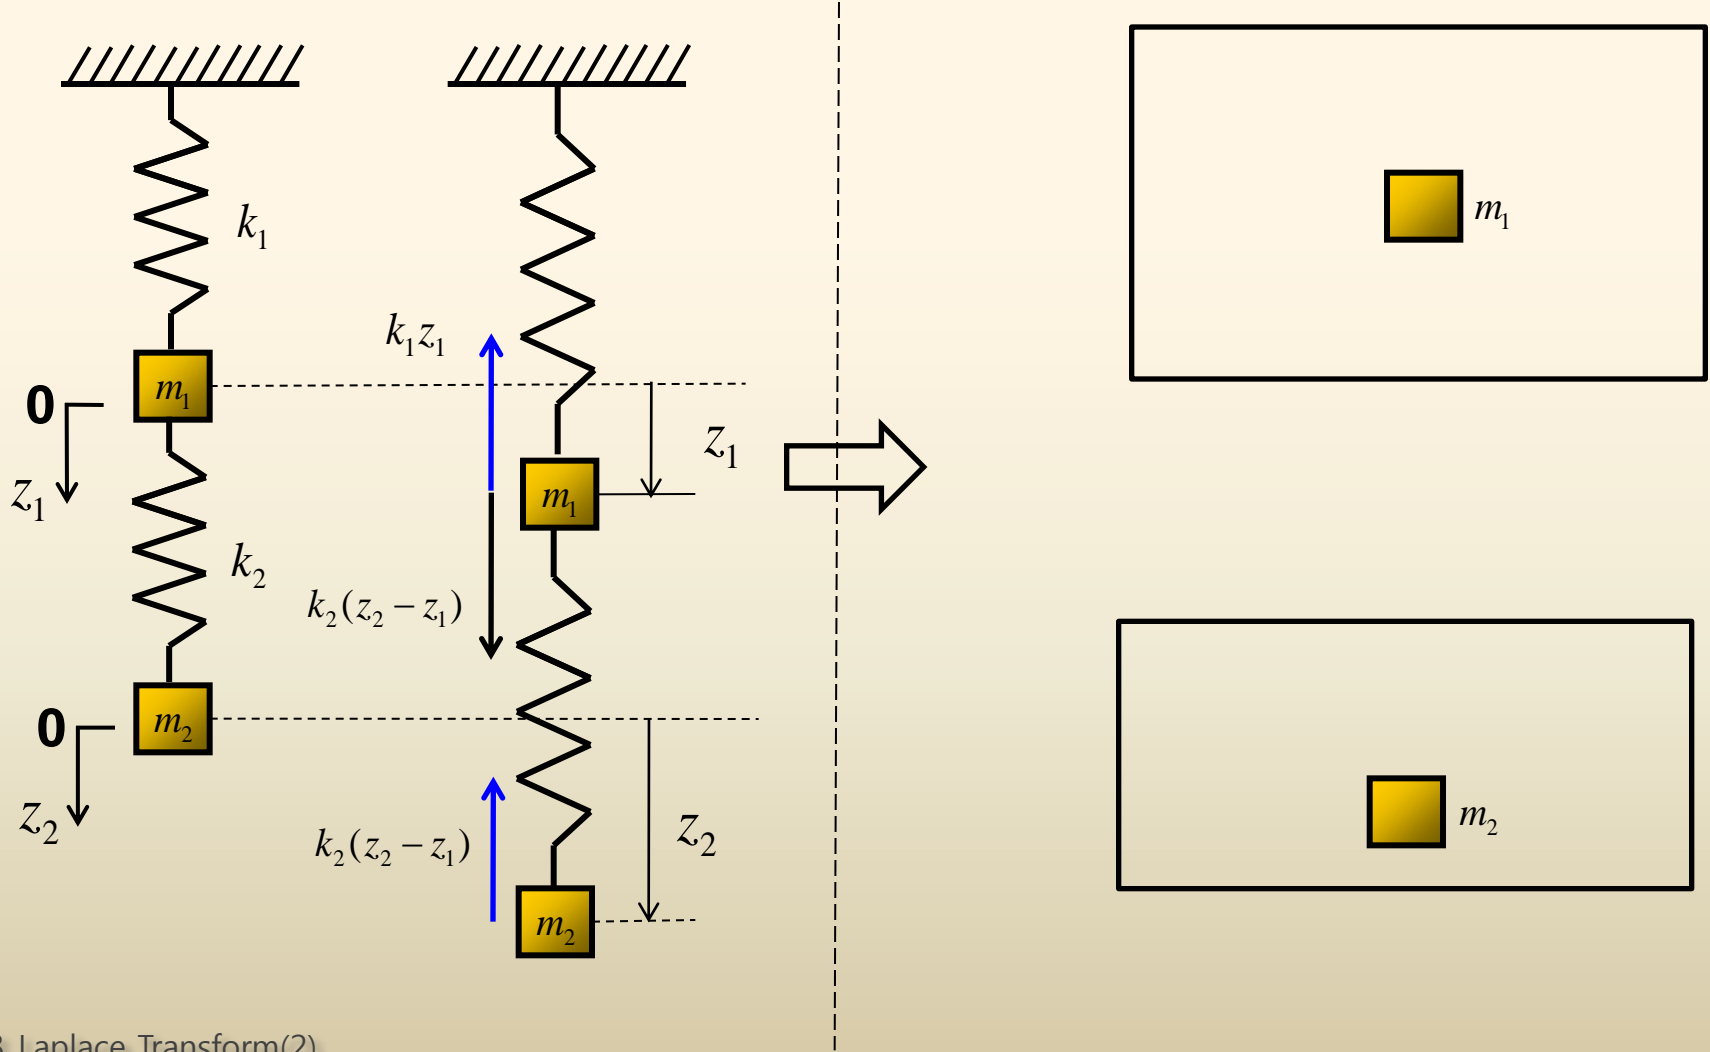 k₁
k₁z₁
0
m₁
z₁
z₁
m₁
k₂
k₂(z₂ − z₁)
0
m₂
z₂
k₂(z₂ − z₁)
z₂
m₂
m₁
m₂
Laplace Transform(2)